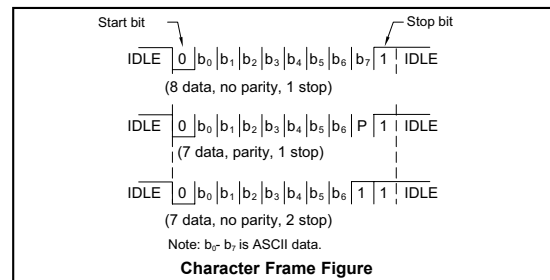 Start bit Stop bit
IDLE 0 b₀ b₁ b₂ b₃ b₄ b₅ b₆ b₇ 1 IDLE
(8 data, no parity, 1 stop)
IDLE 0 b₀ b₁ b₂ b₃ b₄ b₅ b₆ P 1 IDLE
(7 data, parity, 1 stop)
IDLE 0 b₀ b₁ b₂ b₃ b₄ b₅ b₆ 1 1 IDLE
(7 data, no parity, 2 stop)
Note: b₀- b₇ is ASCII data.
Character Frame Figure